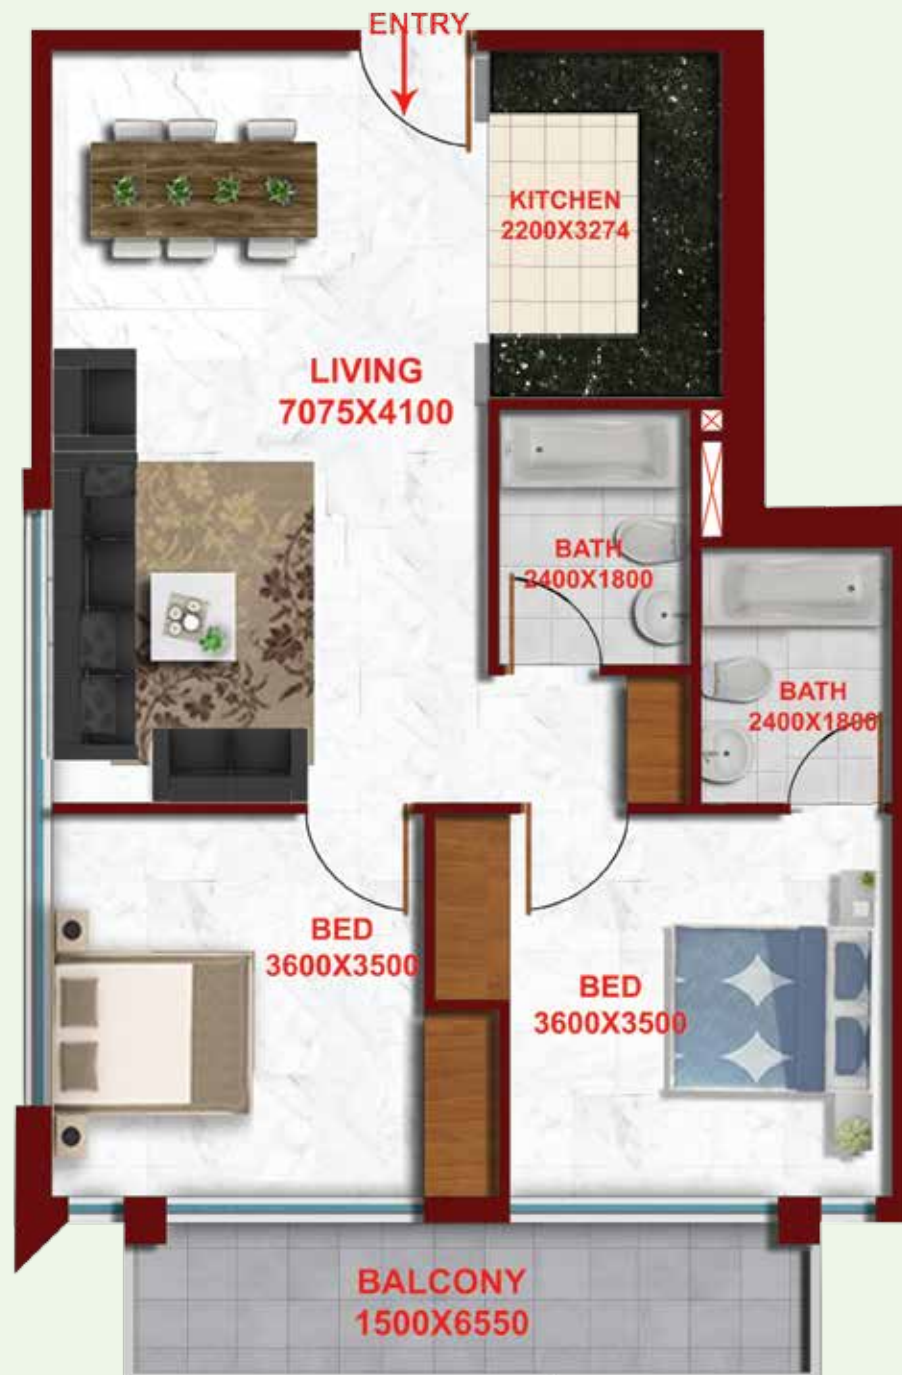 ENTRY
KITCHEN
2200X3274
LIVING
7075X4100
BATH
2400X1800
BATH
2400X1800
BED
3600X3500
BED
3600X3500
BALCONY
1500X6550